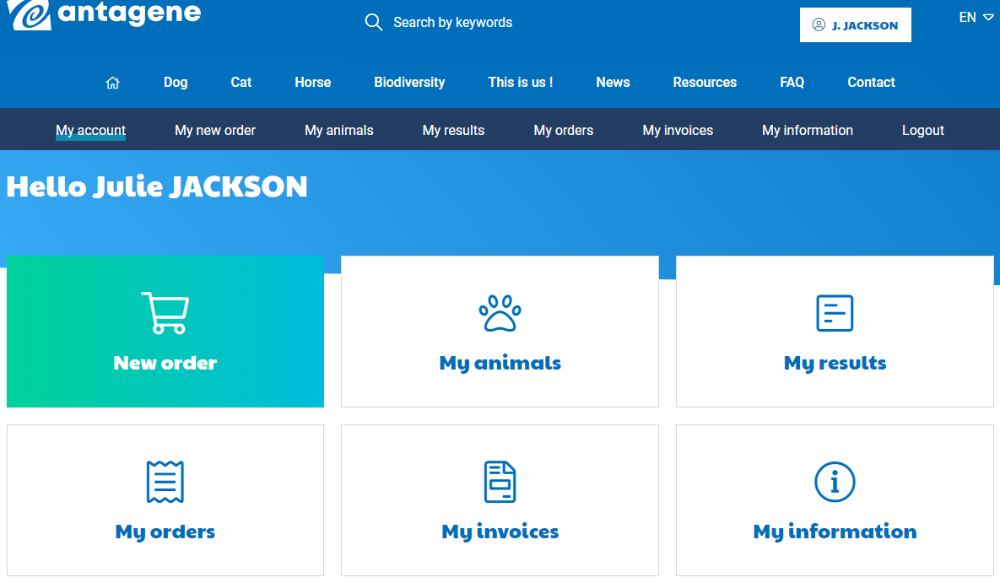 antagene
Search by keywords
J. JACKSON
EN
Dog Cat Horse Biodiversity This is us ! News Resources FAQ Contact
My account My new order My animals My results My orders My invoices My information Logout
Hello Julie JACKSON
New order
My animals
My results
My orders
My invoices
My information